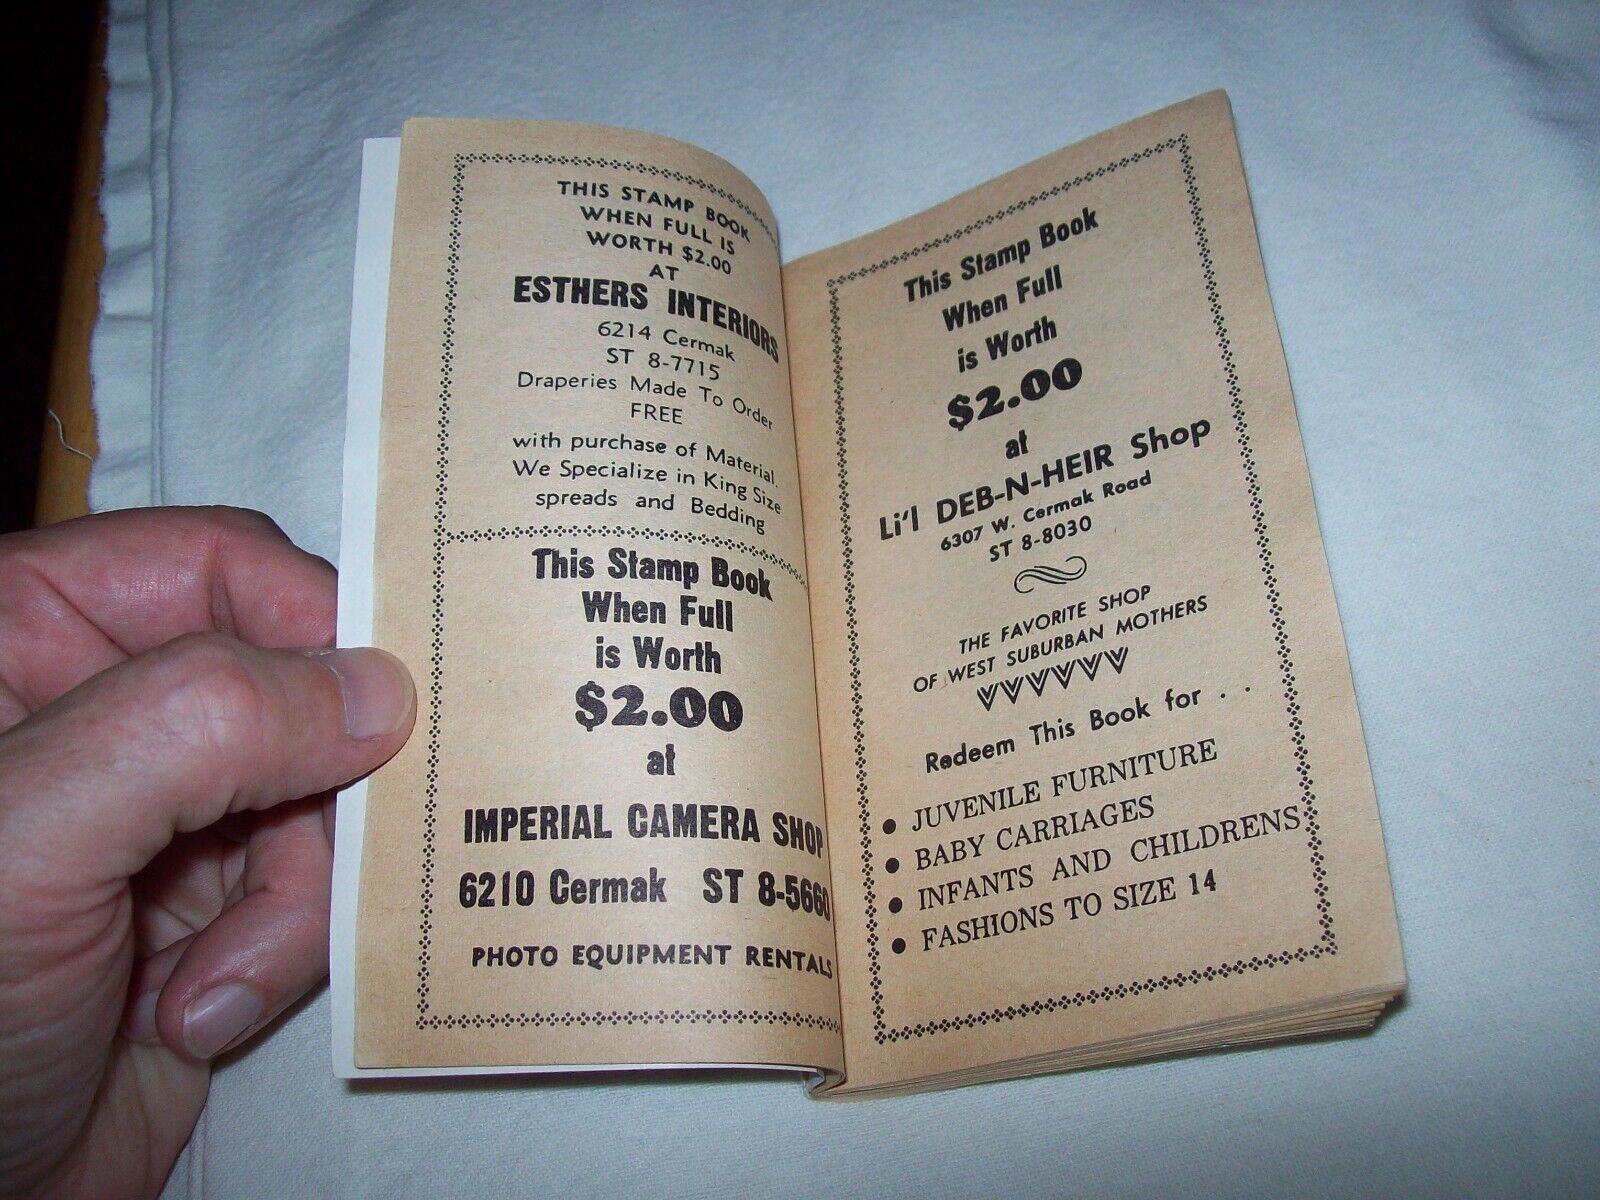 THIS STAMP BOOK
WHEN FULL IS
WORTH $2.00
AT
ESTHERS INTERIORS
6214 Cermak
ST 8-7715
Draperies Made To Order
FREE
with purchase of Material.
We Specialize in King Size
spreads and Bedding
This Stamp Book
When Full
is Worth
$2.00
at
IMPERIAL CAMERA SHOP
6210 Cermak ST 8-5660
PHOTO EQUIPMENT RENTALS
This Stamp Book
When Full
is Worth
$2.00
at
Li'l DEB-N-HEIR Shop
6307 W. Cermak Road
ST 8-8030
THE FAVORITE SHOP
OF WEST SUBURBAN MOTHERS
Redeem This Book for . .
• JUVENILE FURNITURE
• BABY CARRIAGES
• INFANTS AND CHILDRENS
• FASHIONS TO SIZE 14